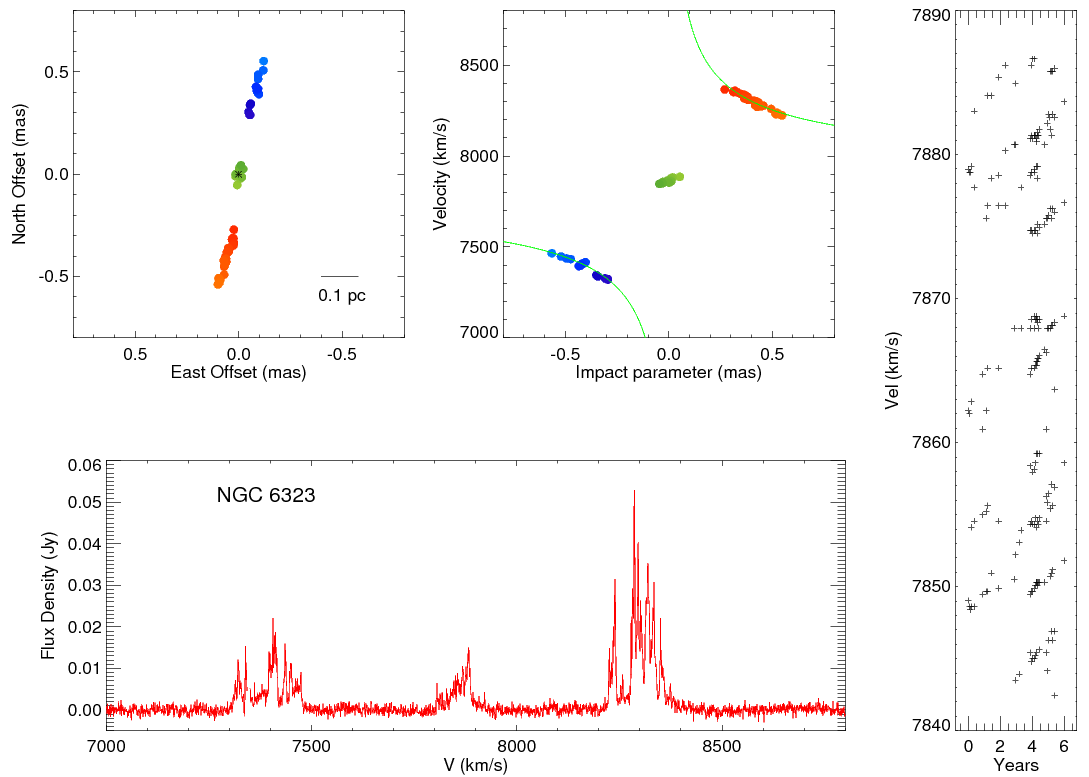 0.5
0.0
-0.5
North Offset (mas)
0.1 pc
0.5 0.0 -0.5
East Offset (mas)
8500
8000
7500
7000
Velocity (km/s)
-0.5 0.0 0.5
Impact parameter (mas)
7890
7880
7870
7860
7850
7840
Vel (km/s)
0 2 4 6
Years
0.06
0.05
0.04
0.03
0.02
0.01
0.00
Flux Density (Jy)
NGC 6323
7000 7500 8000 8500
V (km/s)